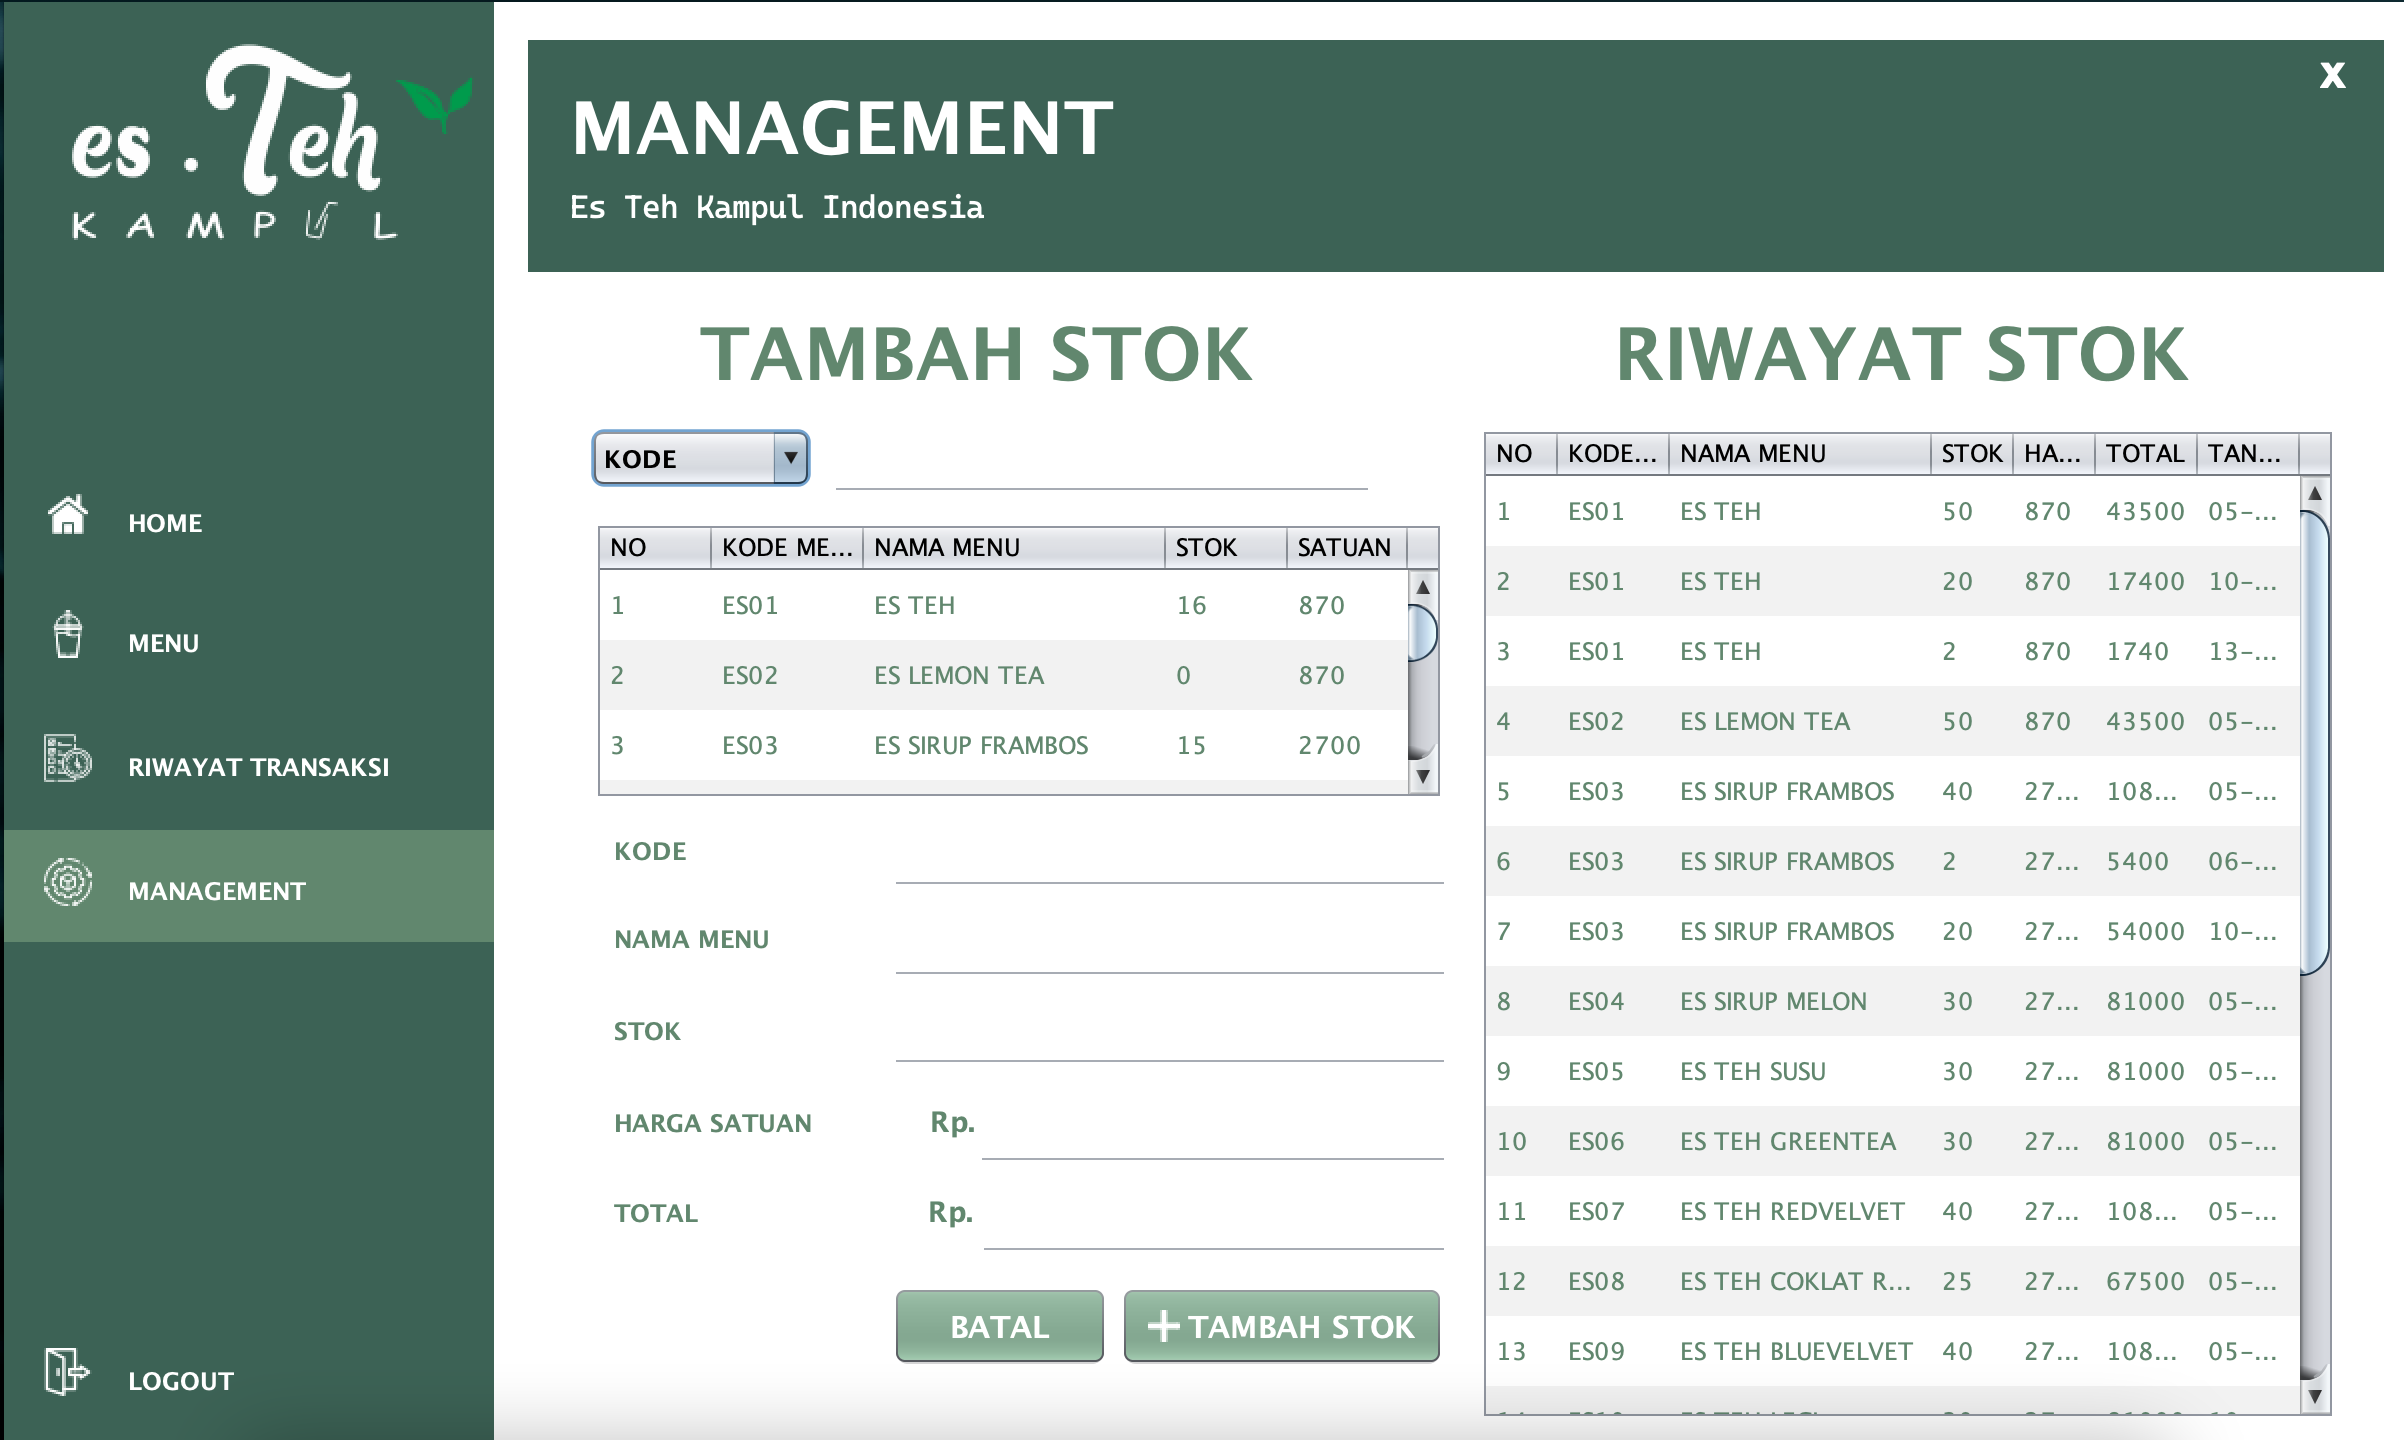 es . Teh
KAMPUL
HOME
MENU
RIWAYAT TRANSAKSI
MANAGEMENT
LOGOUT
X
MANAGEMENT
Es Teh Kampul Indonesia
TAMBAH STOK
KODE
NO KODE ME... NAMA MENU STOK SATUAN
1 ES01 ES TEH 16 870
2 ES02 ES LEMON TEA 0 870
3 ES03 ES SIRUP FRAMBOS 15 2700
KODE
NAMA MENU
STOK
HARGA SATUAN Rp.
TOTAL Rp.
BATAL
+ TAMBAH STOK
RIWAYAT STOK
NO KODE... NAMA MENU STOK HA... TOTAL TAN...
1 ES01 ES TEH 50 870 43500 05-...
2 ES01 ES TEH 20 870 17400 10-...
3 ES01 ES TEH 2 870 1740 13-...
4 ES02 ES LEMON TEA 50 870 43500 05-...
5 ES03 ES SIRUP FRAMBOS 40 27... 108... 05-...
6 ES03 ES SIRUP FRAMBOS 2 27... 5400 06-...
7 ES03 ES SIRUP FRAMBOS 20 27... 54000 10-...
8 ES04 ES SIRUP MELON 30 27... 81000 05-...
9 ES05 ES TEH SUSU 30 27... 81000 05-...
10 ES06 ES TEH GREENTEA 30 27... 81000 05-...
11 ES07 ES TEH REDVELVET 40 27... 108... 05-...
12 ES08 ES TEH COKLAT R... 25 27... 67500 05-...
13 ES09 ES TEH BLUEVELVET 40 27... 108... 05-...